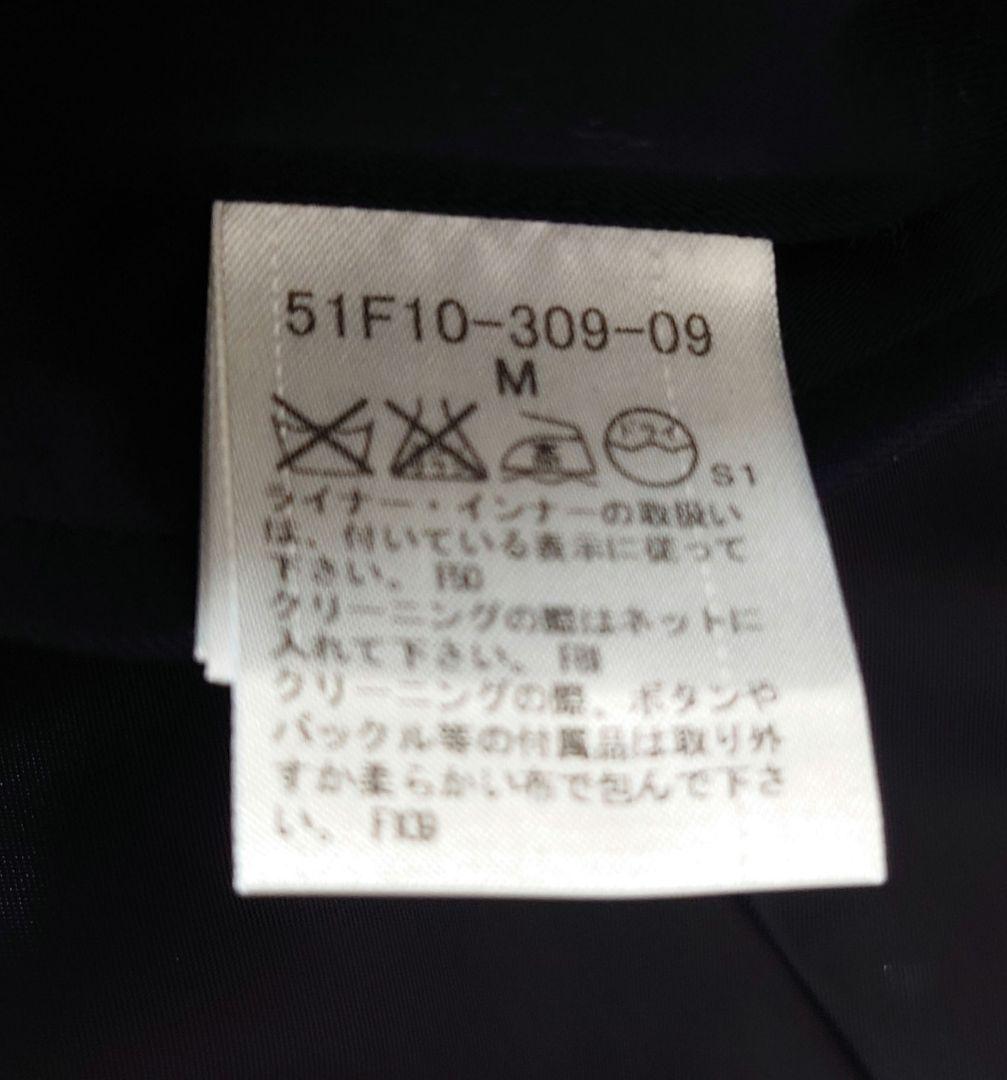 51F10-309-09
M
ドライ
S1
ライナー・インナーの取扱い
は、付いている表示に従って
下さい。
クリーニングの際はネットに
入れて下さい。
クリーニングの際、ボタンや
バックル等の付属品は取り外
すか柔らかい布で包んで下さ
い。